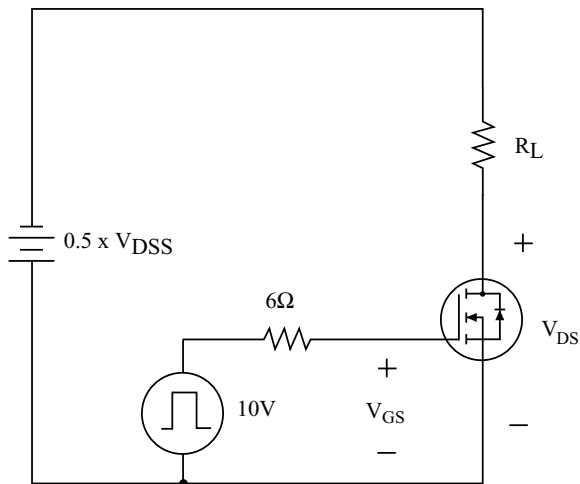 R_L
0.5 x V_DSS
6Ω
+
V_DS
10V
+
V_GS
−
−